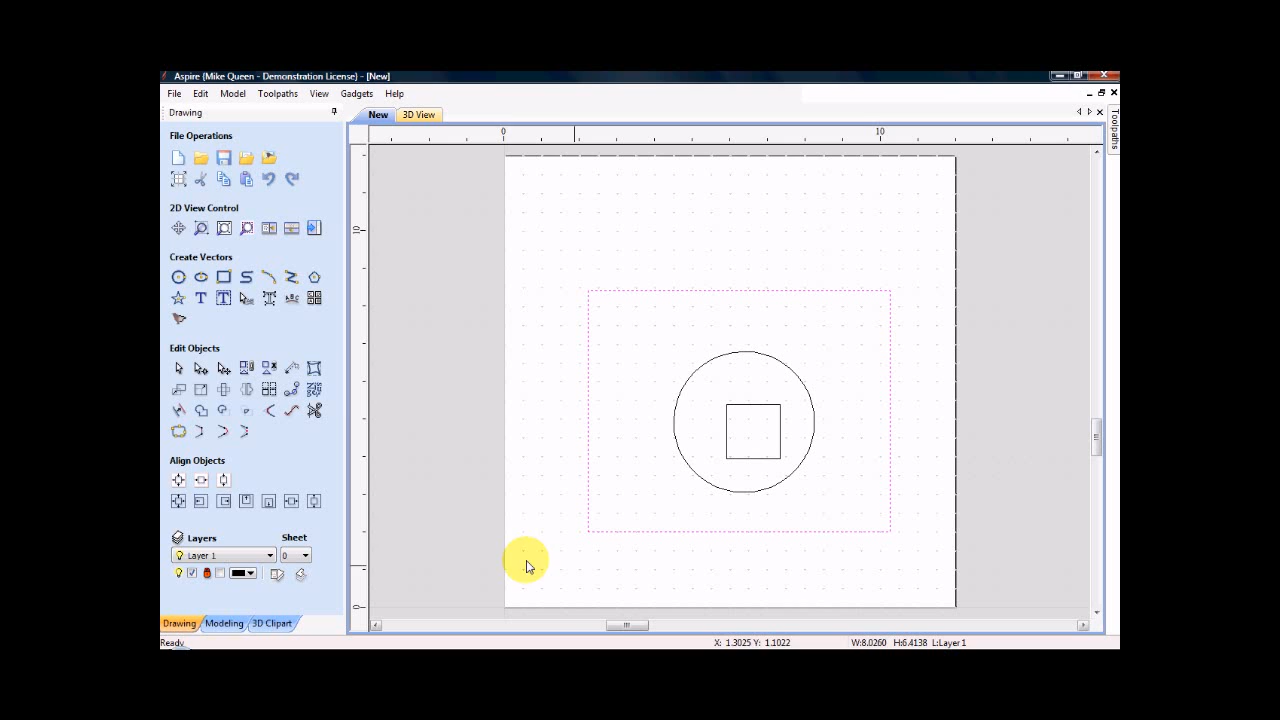 Aspire (Mike Queen - Demonstration License) - [New]
File Edit Model Toolpaths View Gadgets Help
Drawing
New 3D View
Toolpaths
File Operations
0 10
2D View Control
10
Create Vectors
Edit Objects
Align Objects
Layers Sheet
Layer 1 0
0
Drawing Modeling 3D Clipart
Ready X: 1.3025 Y: 1.1022 W:8.0260 H:6.4138 L:Layer 1